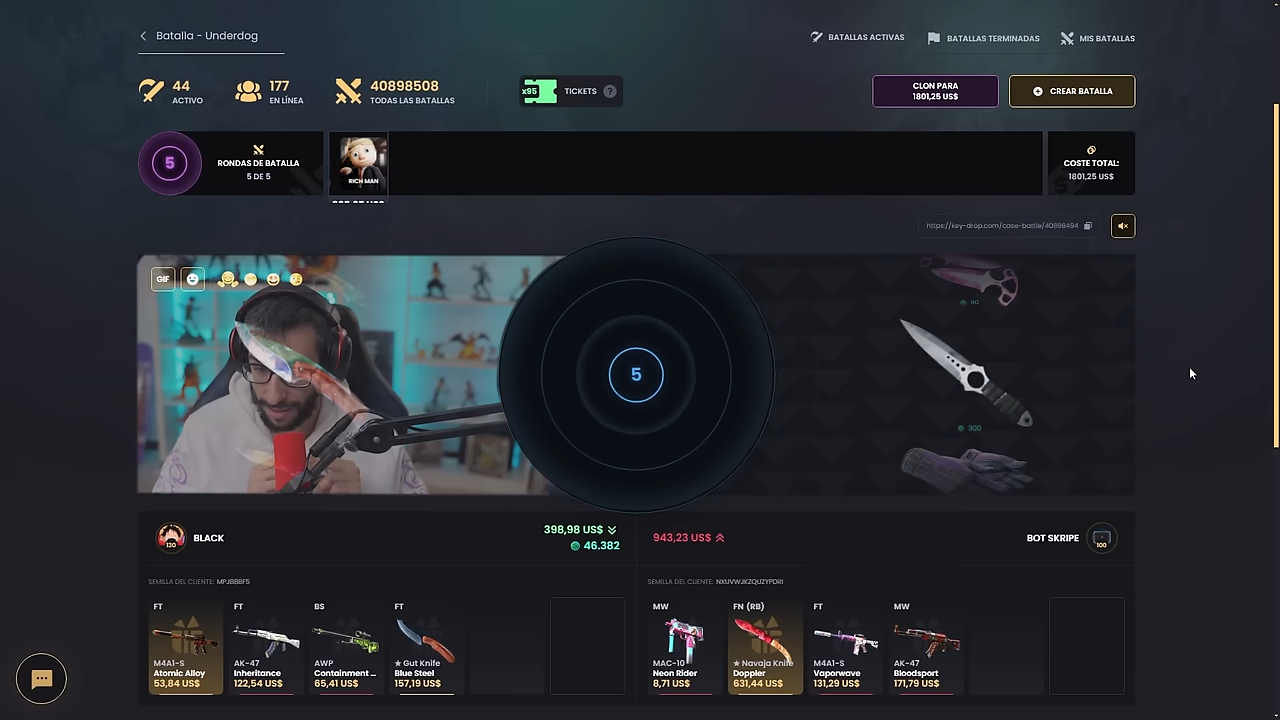 Batalla - Underdog
BATALLAS ACTIVAS
BATALLAS TERMINADAS
MIS BATALLAS
44
ACTIVO
177
EN LÍNEA
40898508
TODAS LAS BATALLAS
x95
TICKETS
?
CLON PARA
1801,25 US$
CREAR BATALLA
5
RONDAS DE BATALLA
5 DE 5
RICH MAN
COSTE TOTAL:
1801,25 US$
https://key-drop.com/case-battle/40898494
GIF
90
5
300
130
BLACK
398,98 US$
46.382
943,23 US$
BOT SKRIPE
100
SEMILLA DEL CLIENTE: MPJBB8F5
SEMILLA DEL CLIENTE: NXUVWJKZQUZYPDRI
FT
M4A1-S
Atomic Alloy
53,84 US$
FT
AK-47
Inheritance
122,54 US$
BS
AWP
Containment ...
65,41 US$
FT
★ Gut Knife
Blue Steel
157,19 US$
MW
MAC-10
Neon Rider
8,71 US$
FN (RB)
★ Navaja Knife
Doppler
631,44 US$
FT
M4A1-S
Vaporwave
131,29 US$
MW
AK-47
Bloodsport
171,79 US$